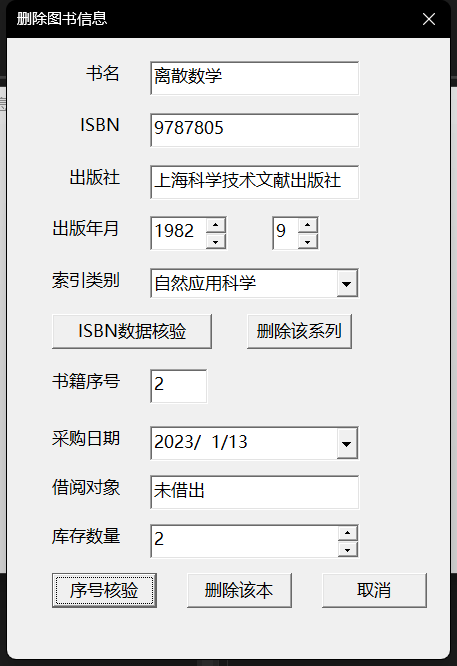 删除图书信息
书名 离散数学
ISBN 9787805
出版社 上海科学技术文献出版社
出版年月 1982 9
索引类别 自然应用科学
ISBN数据核验 删除该系列
书籍序号 2
采购日期 2023/ 1/13
借阅对象 未借出
库存数量 2
序号核验 删除该本 取消